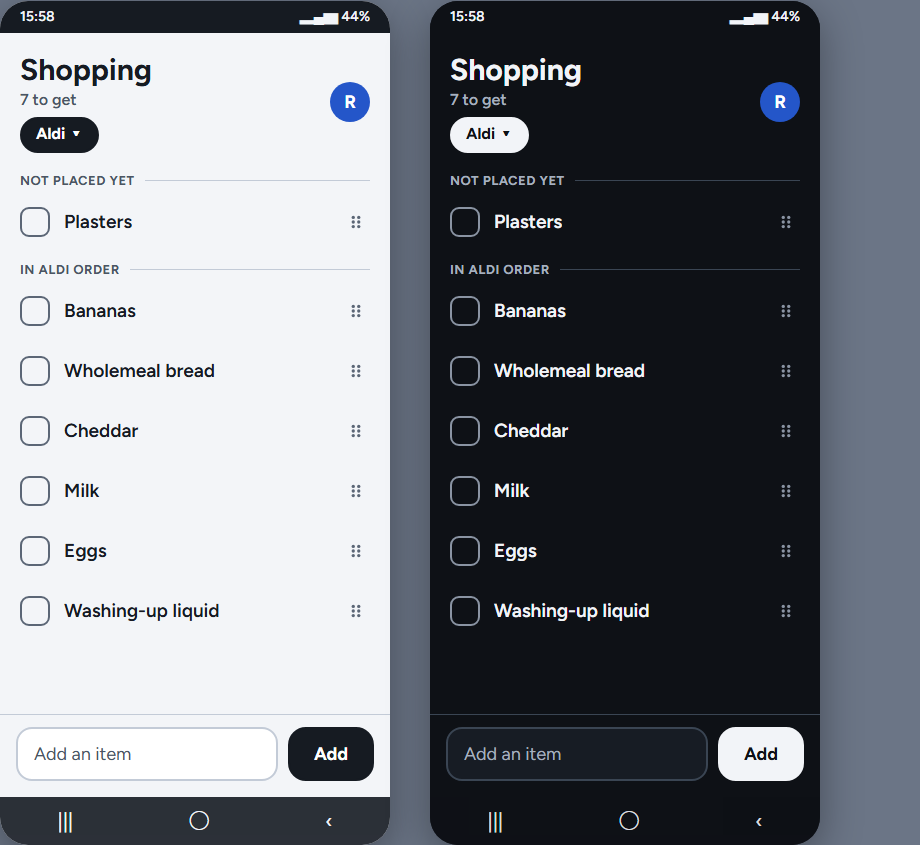 15:58 44%
Shopping
7 to get
R
Aldi
NOT PLACED YET
Plasters
IN ALDI ORDER
Bananas
Wholemeal bread
Cheddar
Milk
Eggs
Washing-up liquid
Add an item Add
15:58 44%
Shopping
7 to get
R
Aldi
NOT PLACED YET
Plasters
IN ALDI ORDER
Bananas
Wholemeal bread
Cheddar
Milk
Eggs
Washing-up liquid
Add an item Add